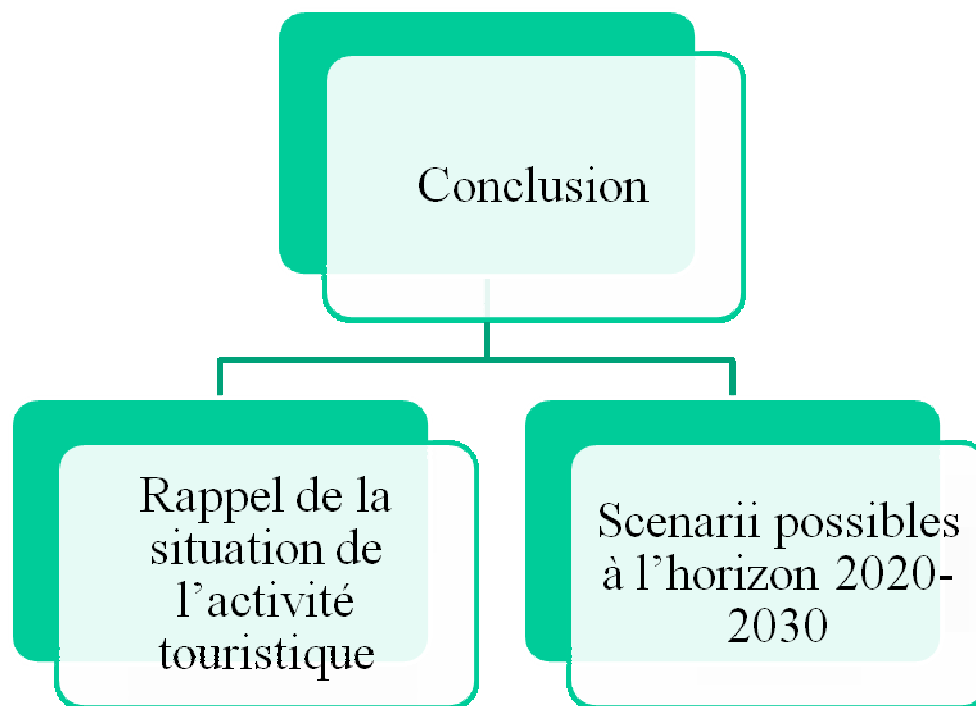 Conclusion
Rappel de la
situation de
l’activité
touristique
Scenarii possibles
à l’horizon 2020-
2030